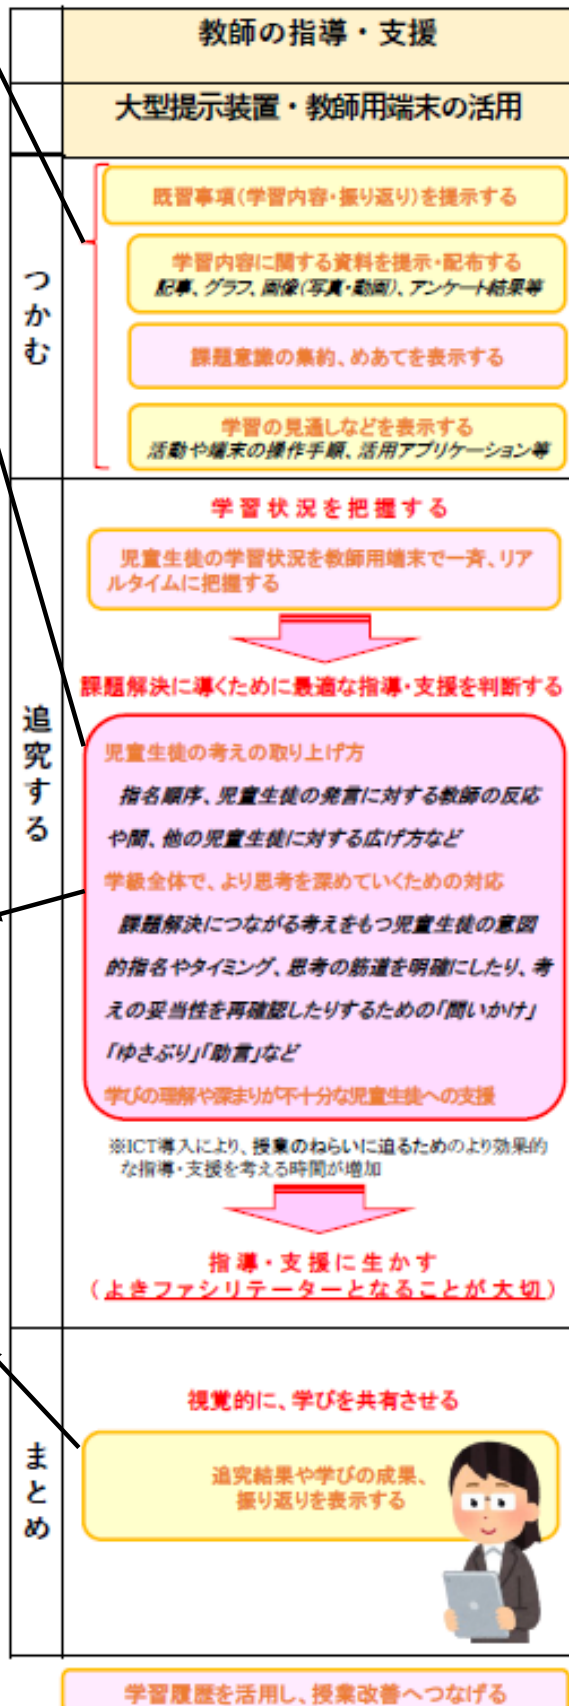 教師の指導・支援
大型提示装置・教師用端末の活用
つかむ
既習事項(学習内容・振り返り)を提示する
学習内容に関する資料を提示・配布する
記事、グラフ、画像(写真・動画)、アンケート結果等
課題意識の集約、めあてを表示する
学習の見通しなどを表示する
活動や端末の操作手順、活用アプリケーション等
追究する
学習状況を把握する
児童生徒の学習状況を教師用端末で一斉、リア
ルタイムに把握する
課題解決に導くために最適な指導・支援を判断する
児童生徒の考えの取り上げ方
指名順序、児童生徒の発言に対する教師の反応
や間、他の児童生徒に対する広げ方など
学級全体で、より思考を深めていくための対応
課題解決につながる考えをもつ児童生徒の意図
的指名やタイミング、思考の筋道を明確にしたり、考
えの妥当性を再確認したりするための「問いかけ」
「ゆさぶり」「助言」など
学びの理解や深まりが不十分な児童生徒への支援
※ICT導入により、授業のねらいに迫るためのより効果的
な指導・支援を考える時間が増加
指導・支援に生かす
(よきファシリテーターとなることが大切)
まとめ
視覚的に、学びを共有させる
追究結果や学びの成果、
振り返りを表示する
学習履歴を活用し、授業改善へつなげる